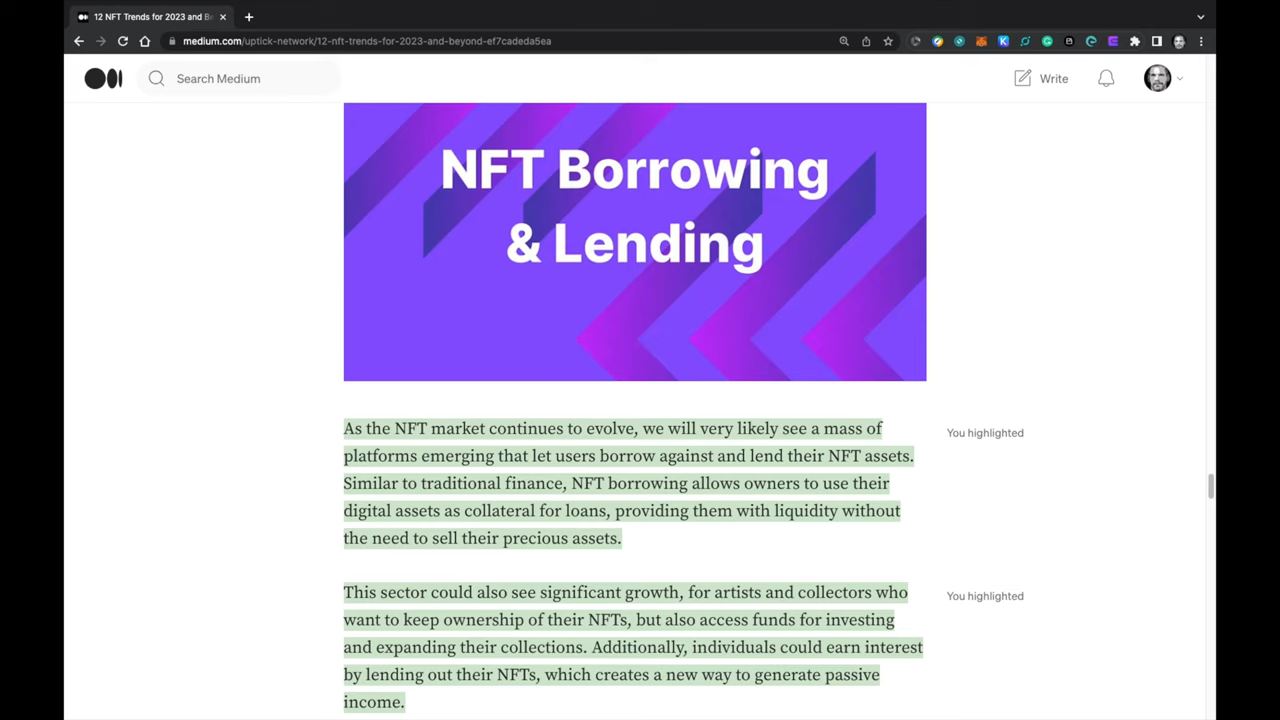 12 NFT Trends for 2023 and Be
medium.com/uptick-network/12-nft-trends-for-2023-and-beyond-ef7cadeda5ea
Search Medium
Write
NFT Borrowing
& Lending
As the NFT market continues to evolve, we will very likely see a mass of
You highlighted
platforms emerging that let users borrow against and lend their NFT assets.
Similar to traditional finance, NFT borrowing allows owners to use their
digital assets as collateral for loans, providing them with liquidity without
the need to sell their precious assets.
This sector could also see significant growth, for artists and collectors who
You highlighted
want to keep ownership of their NFTs, but also access funds for investing
and expanding their collections. Additionally, individuals could earn interest
by lending out their NFTs, which creates a new way to generate passive
income.